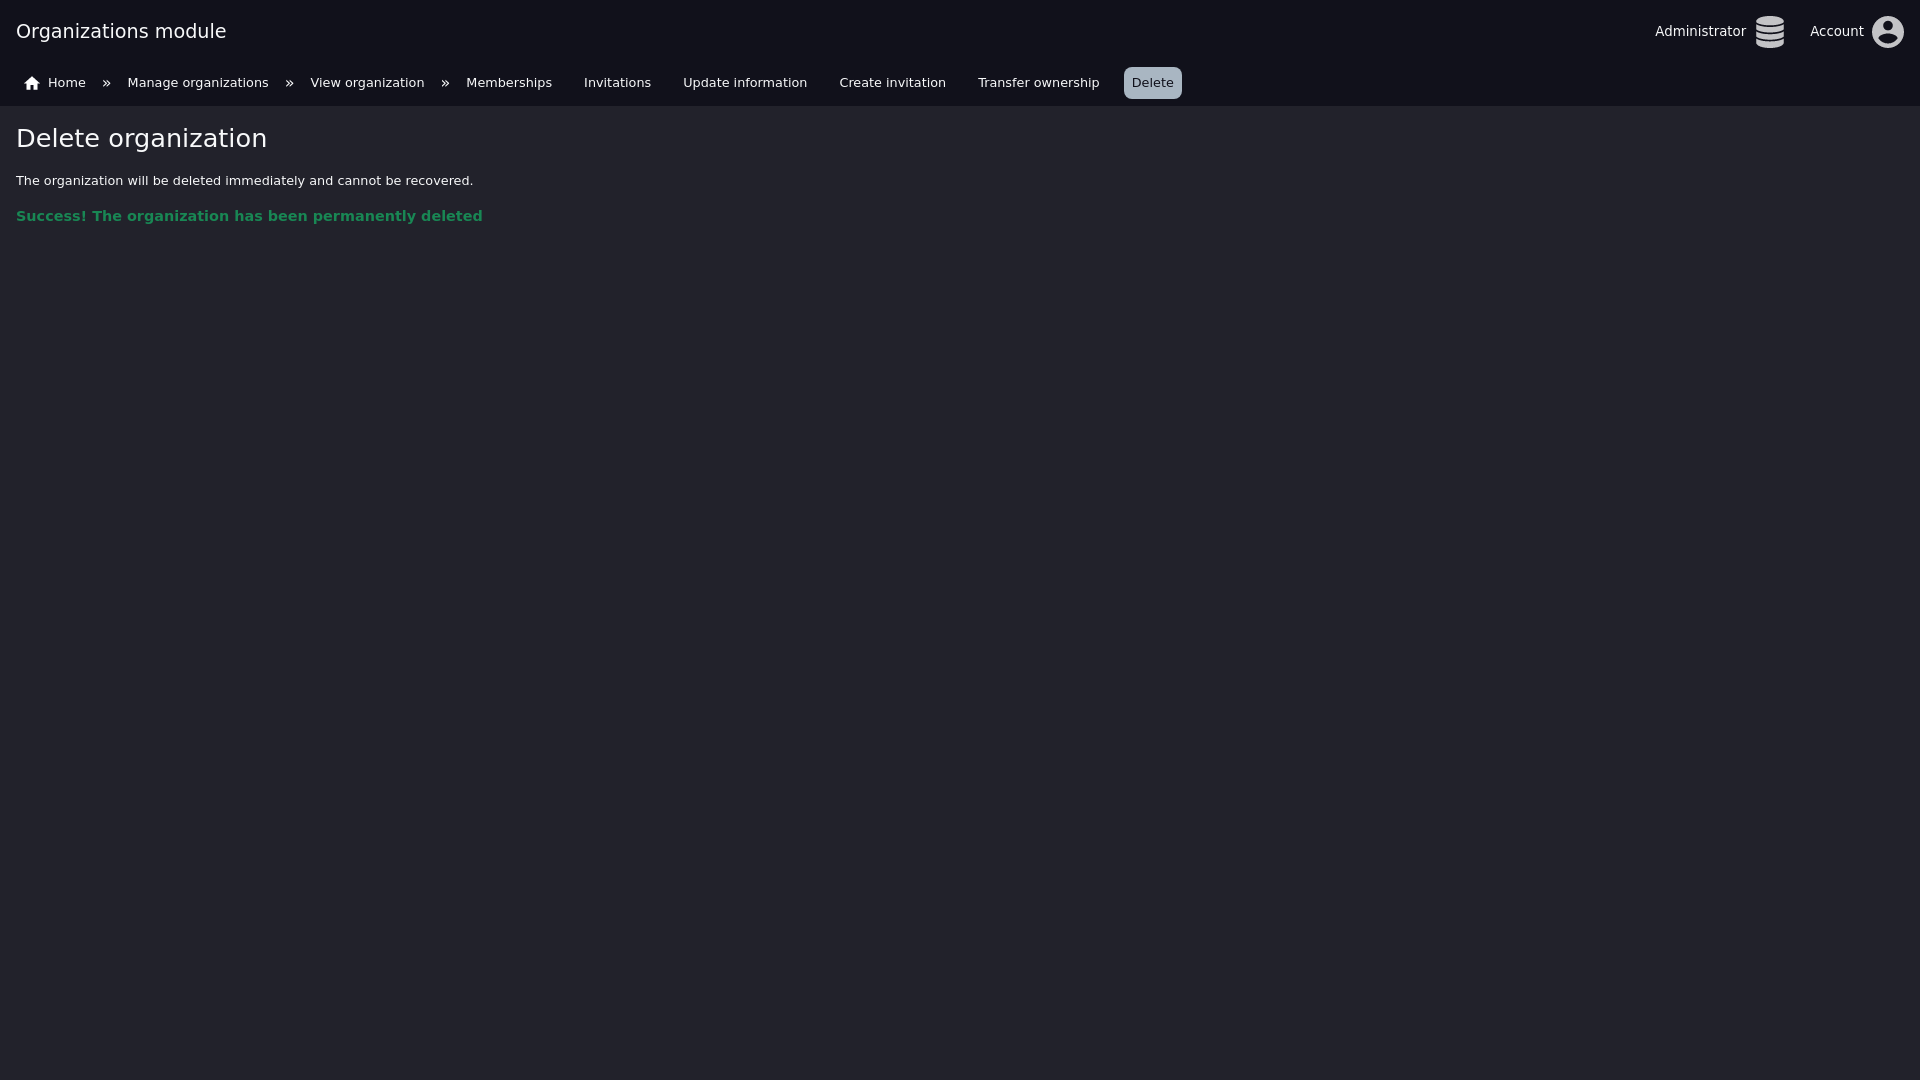 Organizations module
Administrator
Account
Home » Manage organizations » View organization » Memberships Invitations Update information Create invitation Transfer ownership Delete
Delete organization
The organization will be deleted immediately and cannot be recovered.
Success! The organization has been permanently deleted